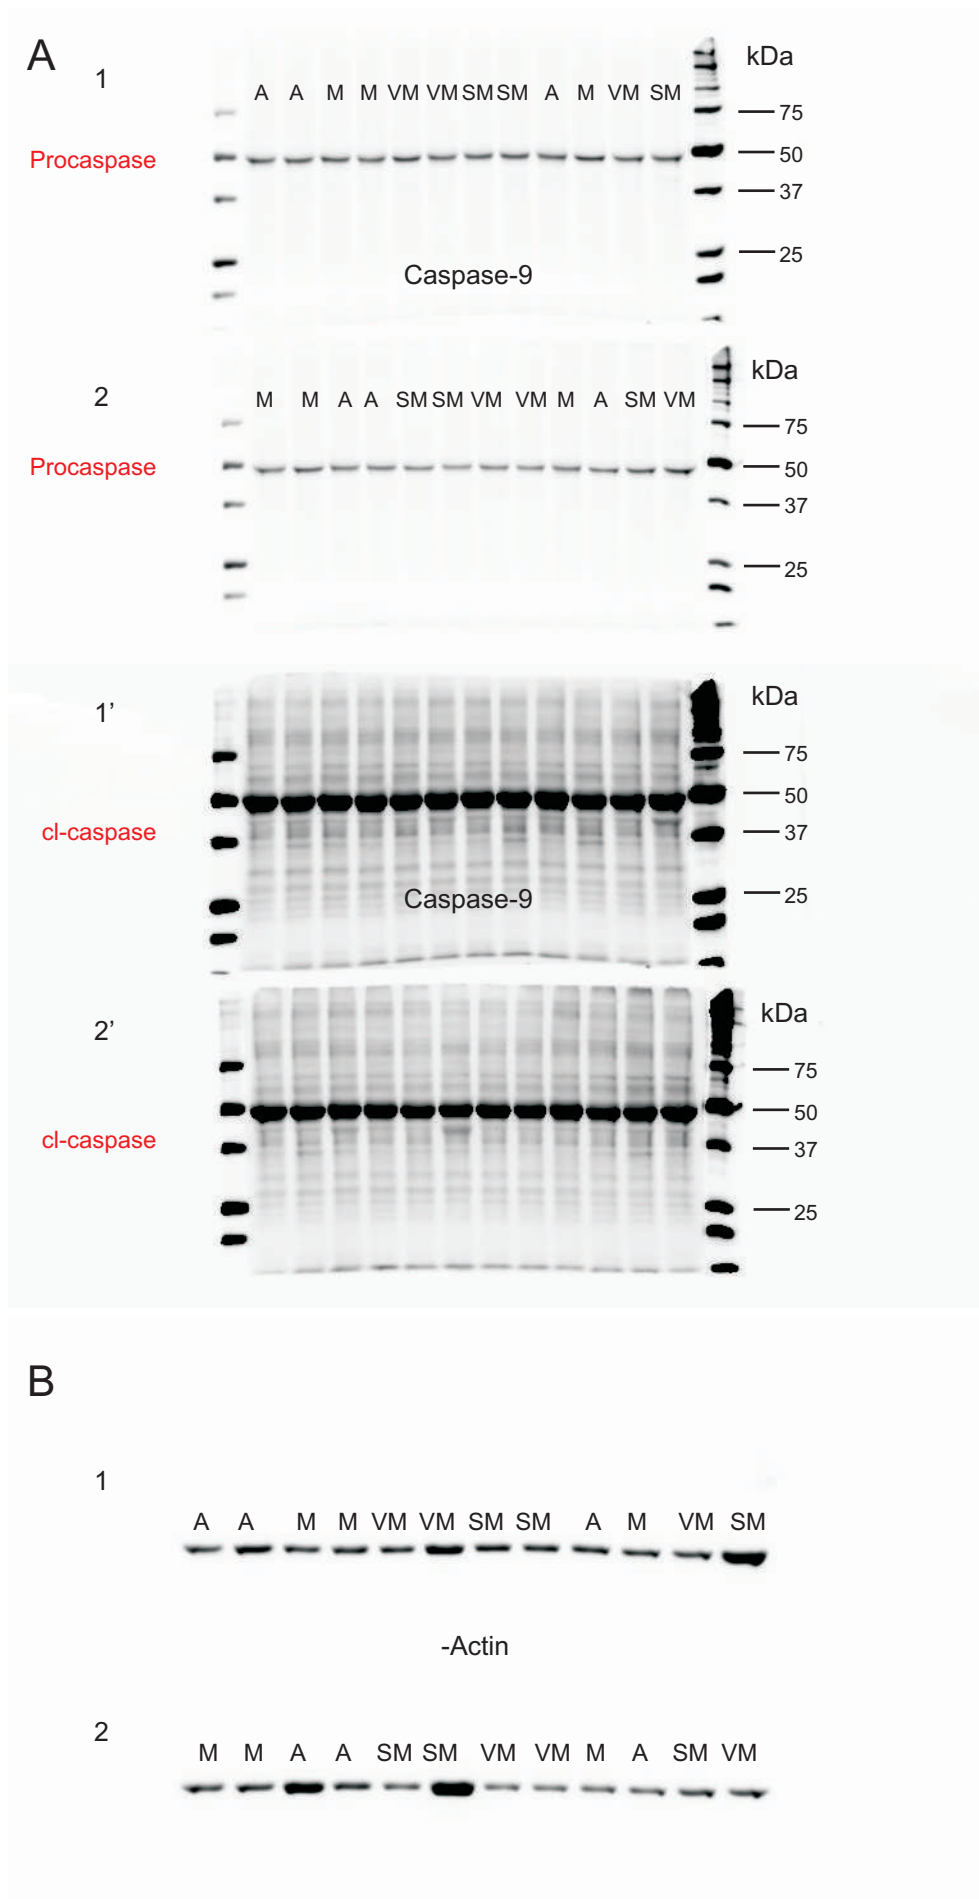 A
1
kDa
A A M M VM VM SM SM A M VM SM
75
Procaspase
50
37
25
Caspase-9
kDa
2
M M A A SM SM VM VM M A SM VM
75
Procaspase
50
37
25
1’
kDa
75
50
cl-caspase
37
25
Caspase-9
kDa
2’
75
50
cl-caspase
37
25
B
1
A A M M VM VM SM SM A M VM SM
-Actin
2
M M A A SM SM VM VM M A SM VM